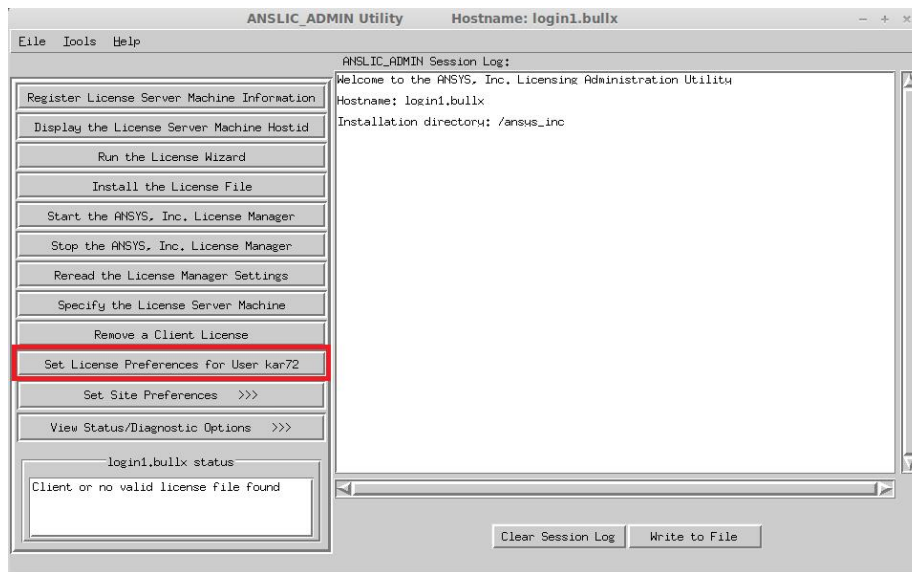 ANSLIC_ADMIN Utility Hostname: login1.bullx
File Tools Help
ANSLIC_ADMIN Session Log:
Register License Server Machine Information
Display the License Server Machine Hostid
Run the License Wizard
Install the License File
Start the ANSYS, Inc. License Manager
Stop the ANSYS, Inc. License Manager
Reread the License Manager Settings
Specify the License Server Machine
Remove a Client License
Set License Preferences for User kar72
Set Site Preferences >>>
View Status/Diagnostic Options >>>
login1.bullx status
Client or no valid license file found
Welcome to the ANSYS, Inc. Licensing Administration Utility
Hostname: login1.bullx
Installation directory: /ansys_inc
Clear Session Log Write to File